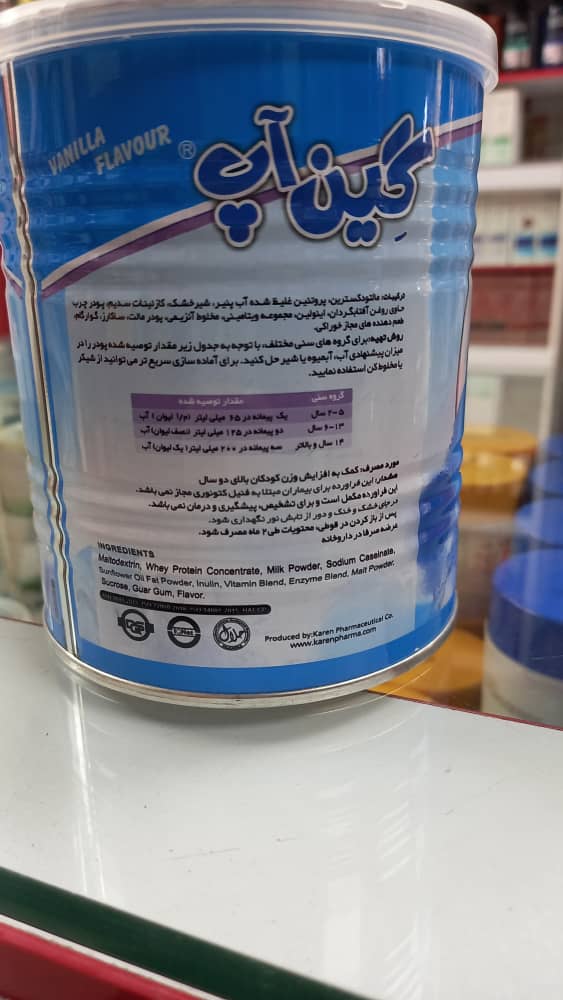 VANILLA
FLAVOUR
®
گین آپ
ترکیبات: مالتودکسترین، پروتئین غلیظ شده آب پنیر، شیرخشک، کازئینات سدیم، پودر چرب
حاوی روغن آفتابگردان، اینولین، مجموعه ویتامینی، مخلوط آنزیمی، پودر مالت، ساکارز، گوارگام،
طعم دهنده های مجاز خوراکی.
روش تهیه: برای گروه های سنی مختلف، با توجه به جدول زیر مقدار توصیه شده پودر را در
میزان پیشنهادی آب، آبمیوه یا شیر حل کنید. برای آماده سازی سریع تر می توانید از شیکر
یا مخلوط کن استفاده نمایید.
گروه سنی مقدار توصیه شده
۲-۵ سال یک پیمانه در ۶۵ میلی لیتر لیوان) آب
۶-۱۳ سال دو پیمانه در ۱۲۵ میلی لیتر (نصف لیوان) آب
۱۴ سال و بالاتر سه پیمانه در ۲۰۰ میلی لیتر (یک لیوان) آب
مورد مصرف: کمک به افزایش وزن کودکان بالای دو سال
هشدار: این فرآورده برای بیماران مبتلا به فنیل کتونوری مجاز نمی باشد.
این فرآورده مکمل است و برای تشخیص، پیشگیری و درمان نمی باشد.
در جای خشک و خنک و دور از تابش نور نگهداری شود.
پس از باز کردن در قوطی، محتویات طی ۲ ماه مصرف شود.
عرضه صرفا در داروخانه
INGREDIENTS
Maltodextrin, Whey Protein Concentrate, Milk Powder, Sodium Caseinate,
Sunflower Oil Fat Powder, Inulin, Vitamin Blend, Enzyme Blend, Malt Powder,
Sucrose, Guar Gum, Flavor.
IQNet
حلال
Produced by: Karen Pharmaceutical Co.
www.karenpharma.com